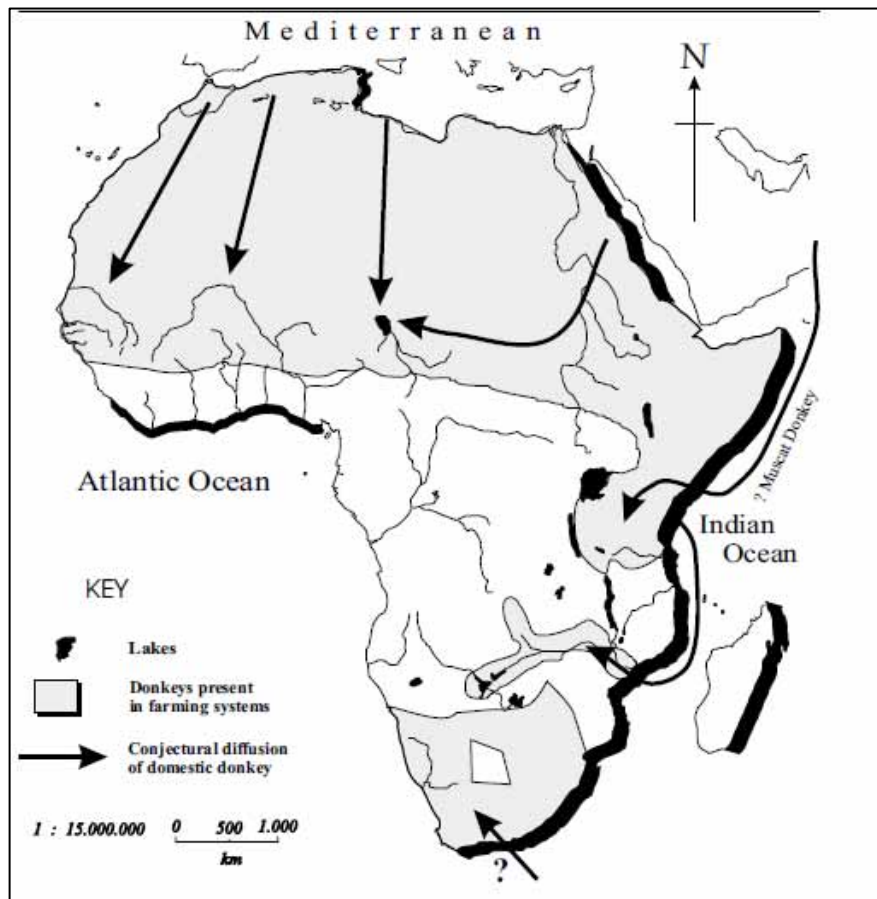 Mediterranean
N
? Muscat Donkey
Atlantic Ocean
Indian
Ocean
KEY
Lakes
Donkeys present
in farming systems
Conjectural diffusion
of domestic donkey
1 : 15.000.000
0 500 1.000
km
?